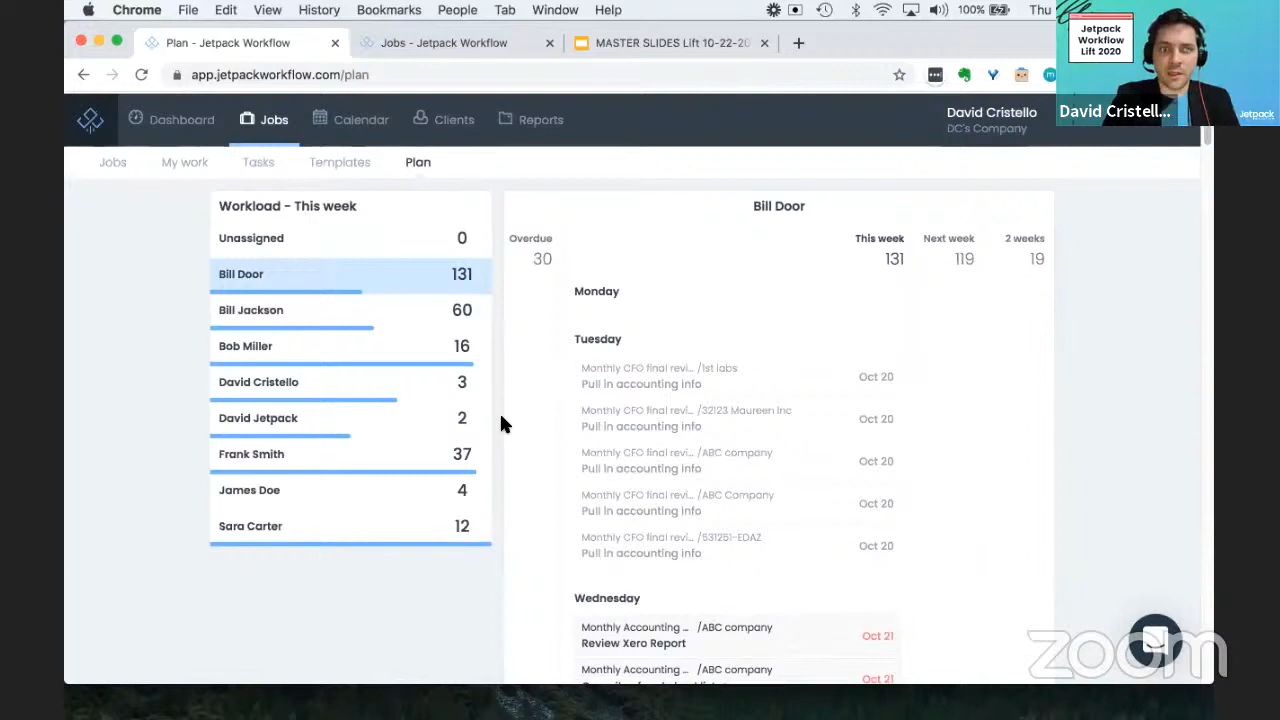 Chrome File Edit View History Bookmarks People Tab Window Help 100% Thu
Plan - Jetpack Workflow
Jobs - Jetpack Workflow
MASTER SLIDES Lift 10-22-20
app.jetpackworkflow.com/plan
Jetpack
Workflow
Lift 2020
David Cristell...
Jetpack
Dashboard Jobs Calendar Clients Reports
David Cristello
DC's Company
Jobs My work Tasks Templates Plan
Workload - This week
Unassigned 0
Bill Door 131
Bill Jackson 60
Bob Miller 16
David Cristello 3
David Jetpack 2
Frank Smith 37
James Doe 4
Sara Carter 12
Bill Door
Overdue This week Next week 2 weeks
30 131 119 19
Monday
Tuesday
Monthly CFO final revi... /1st labs
Pull in accounting info Oct 20
Monthly CFO final revi... /32123 Maureen Inc
Pull in accounting info Oct 20
Monthly CFO final revi... /ABC company
Pull in accounting info Oct 20
Monthly CFO final revi... /ABC Company
Pull in accounting info Oct 20
Monthly CFO final revi... /531251-EDAZ
Pull in accounting info Oct 20
Wednesday
Monthly Accounting ... /ABC company
Review Xero Report Oct 21
Monthly Accounting ... /ABC company
Oct 21
zoom